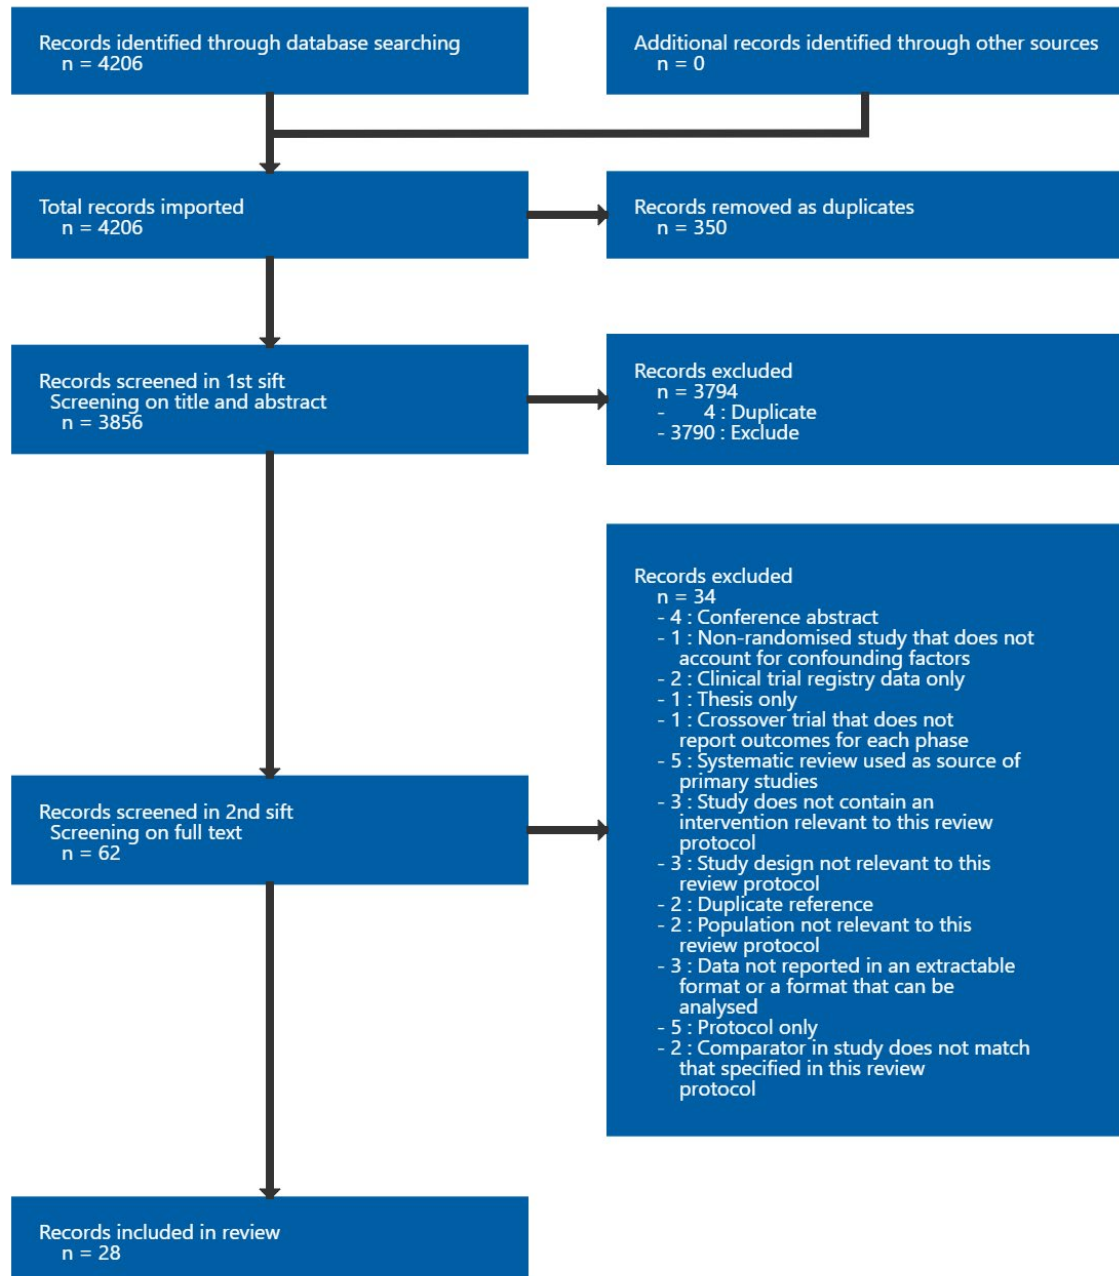 Records identified through database searching
n = 4206
Additional records identified through other sources
n = 0
Total records imported
n = 4206
Records removed as duplicates
n = 350
Records screened in 1st sift
Screening on title and abstract
n = 3856
Records excluded
n = 3794
- 4 : Duplicate
- 3790 : Exclude
Records screened in 2nd sift
Screening on full text
n = 62
Records excluded
n = 34
- 4 : Conference abstract
- 1 : Non-randomised study that does not
account for confounding factors
- 2 : Clinical trial registry data only
- 1 : Thesis only
- 1 : Crossover trial that does not
report outcomes for each phase
- 5 : Systematic review used as source of
primary studies
- 3 : Study does not contain an
intervention relevant to this review
protocol
- 3 : Study design not relevant to this
review protocol
- 2 : Duplicate reference
- 2 : Population not relevant to this
review protocol
- 3 : Data not reported in an extractable
format or a format that can be
analysed
- 5 : Protocol only
- 2 : Comparator in study does not match
that specified in this review
protocol
Records included in review
n = 28